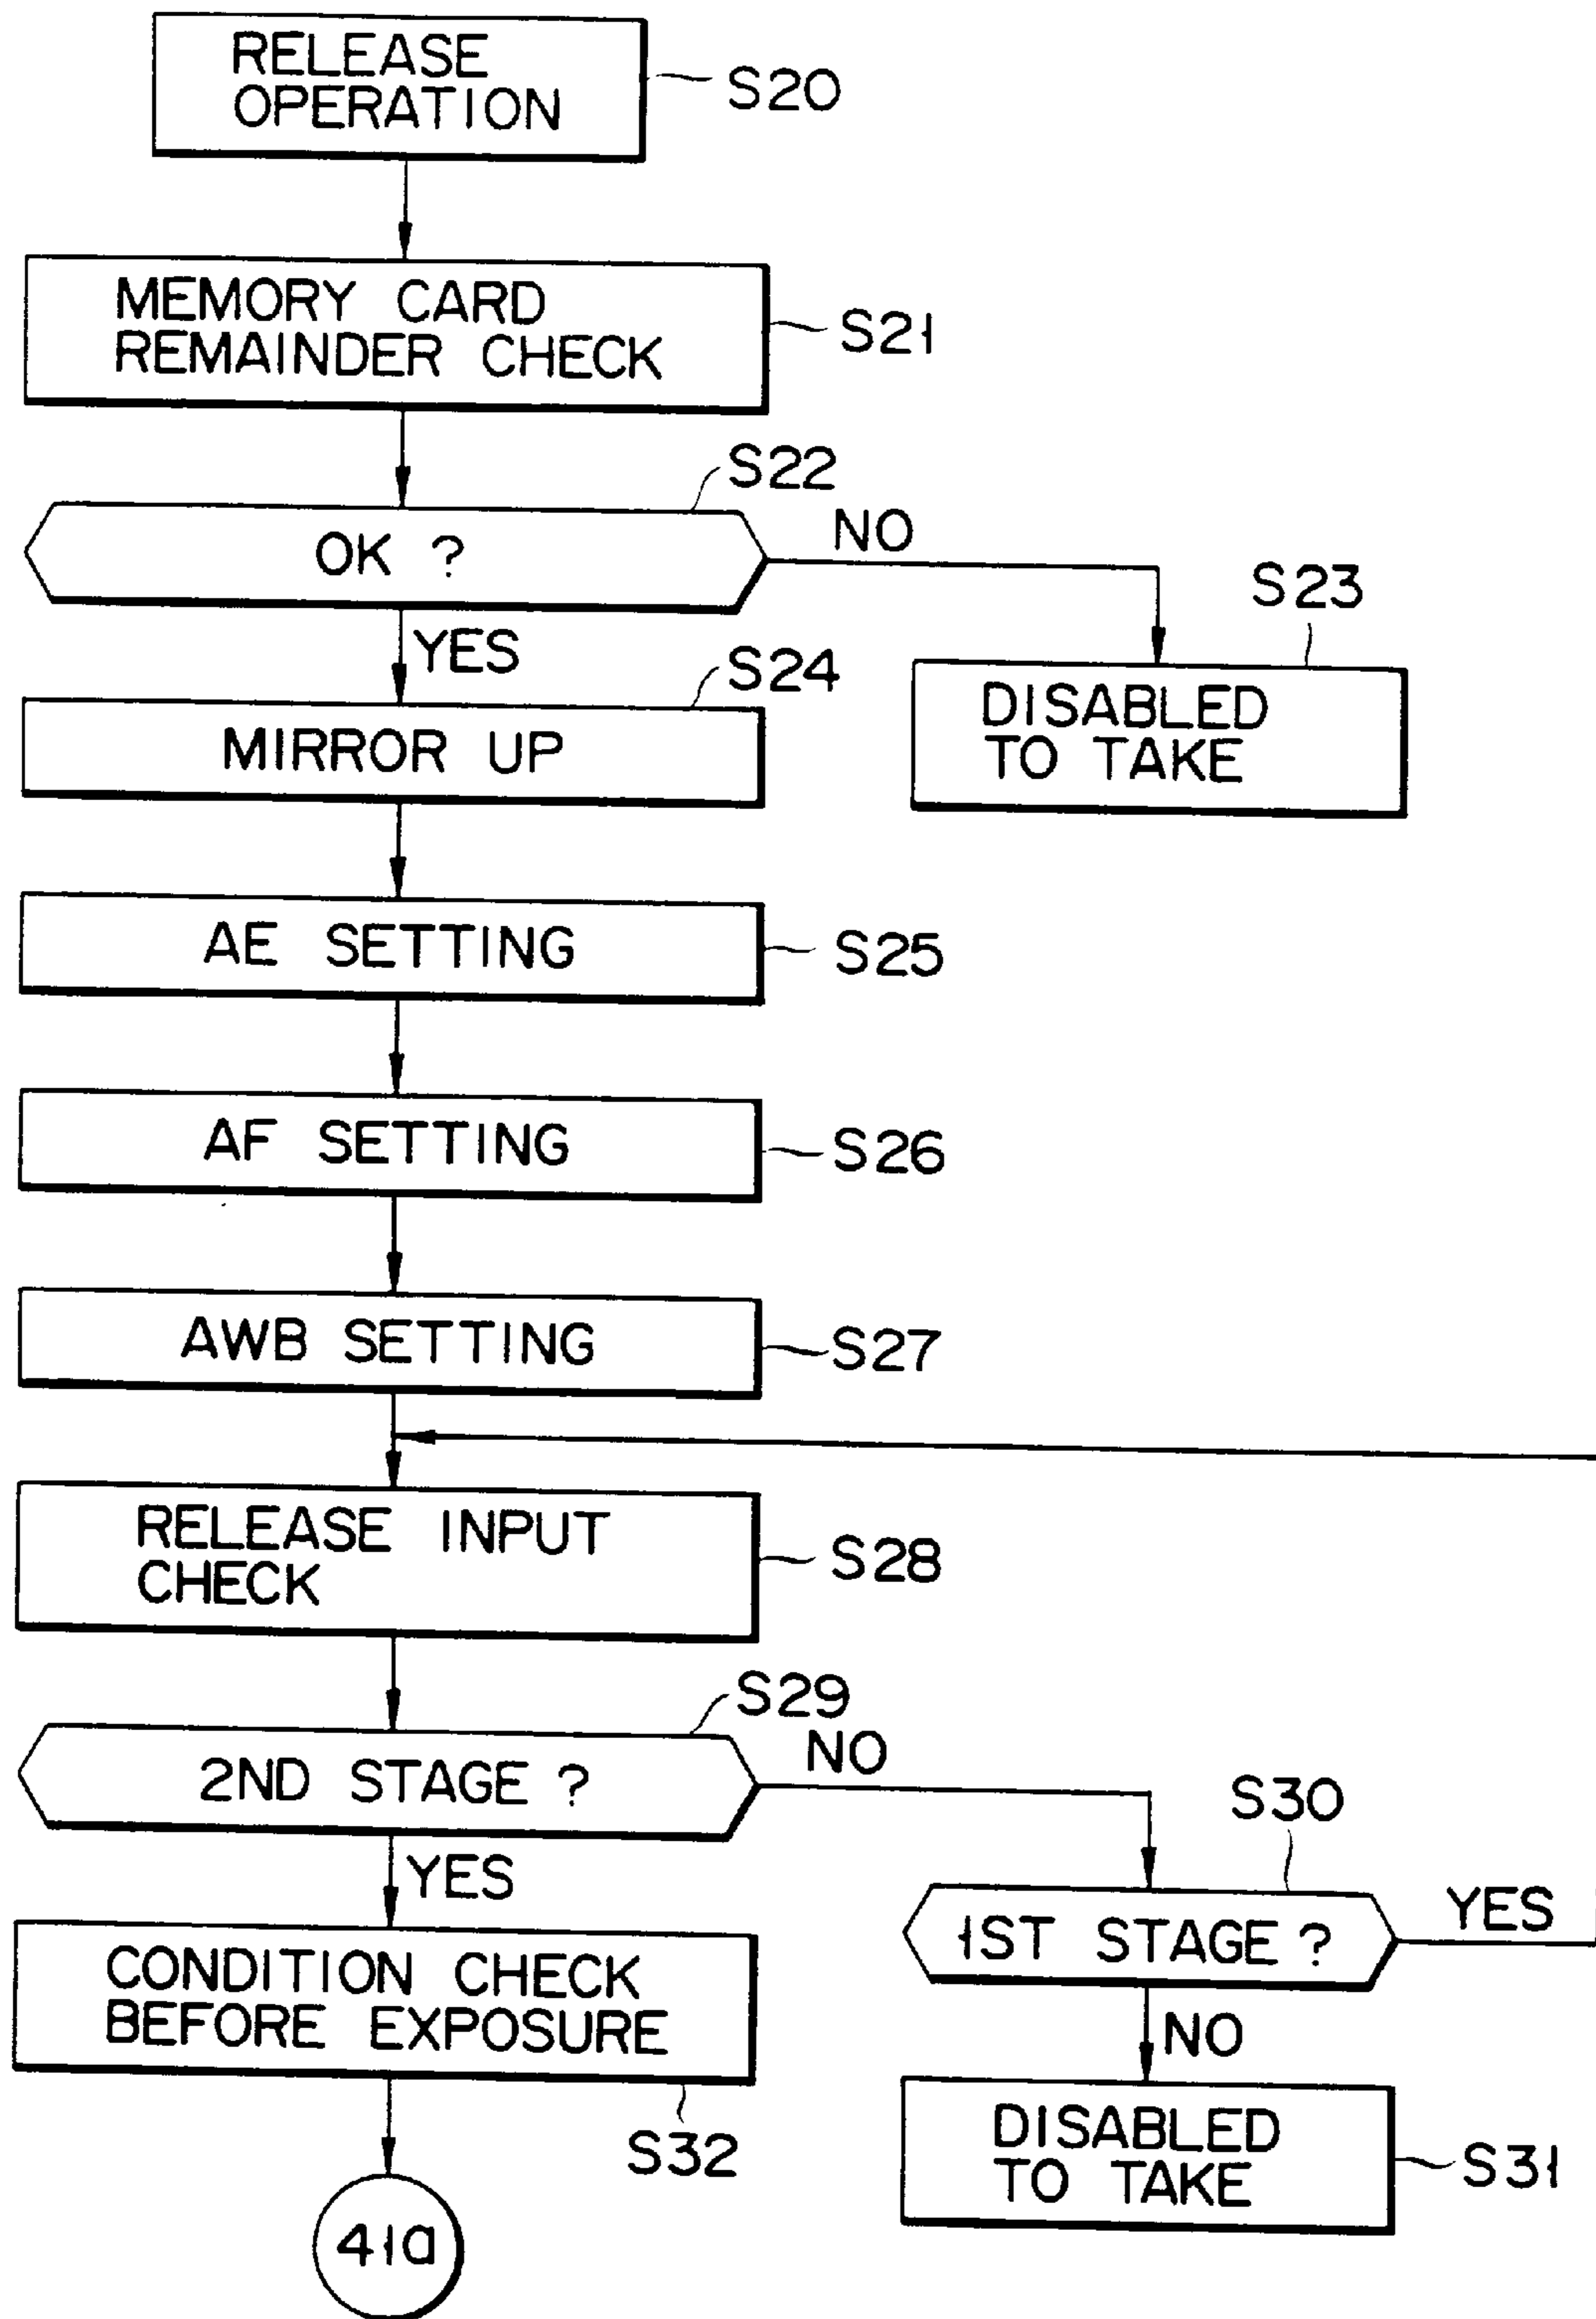 RELEASE
OPERATION
S20
MEMORY CARD
REMAINDER CHECK
S21
S22
OK ?
NO
S23
YES
DISABLED
TO TAKE
S24
MIRROR UP
AE SETTING
S25
AF SETTING
S26
AWB SETTING
S27
RELEASE INPUT
CHECK
S28
S29
2ND STAGE ?
NO
S30
YES
1ST STAGE ?
YES
CONDITION CHECK
BEFORE EXPOSURE
S32
NO
DISABLED
TO TAKE
S31
41a